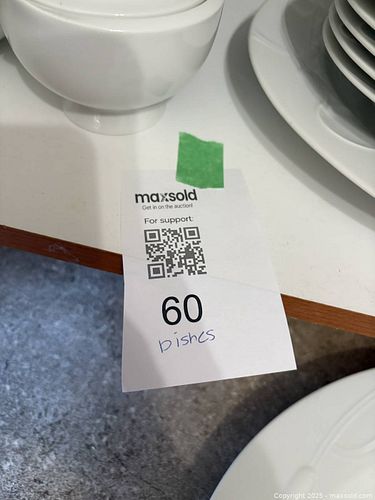 maxsold
Get in on the auction!
For support:
60
Dishes
Copyright 2025 - maxsold.com